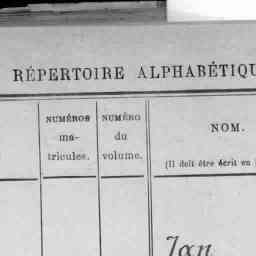 RÉPERTOIRE ALPHABÉTIQU
NUMÉROS
ma-
tricules.
NUMÉRO
du
volume.
NOM.
(Il doit être écrit en
Jan